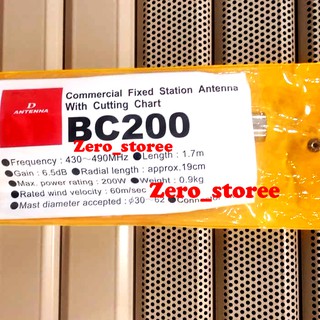 D
ANTENNA
Commercial Fixed Station Antenna
With Cutting Chart
BC200
Zero_storee
●Frequency : 430~490MHz ●Length : 1.7m
●Gain : 6.5dB ●Radial length : approx.19cm
●Max. power rating : 200W ●Weight : 0.9kg
Zero_storee
●Rated wind velocity : 60m/sec
●Mast diameter accepted : ϕ30~62 ●